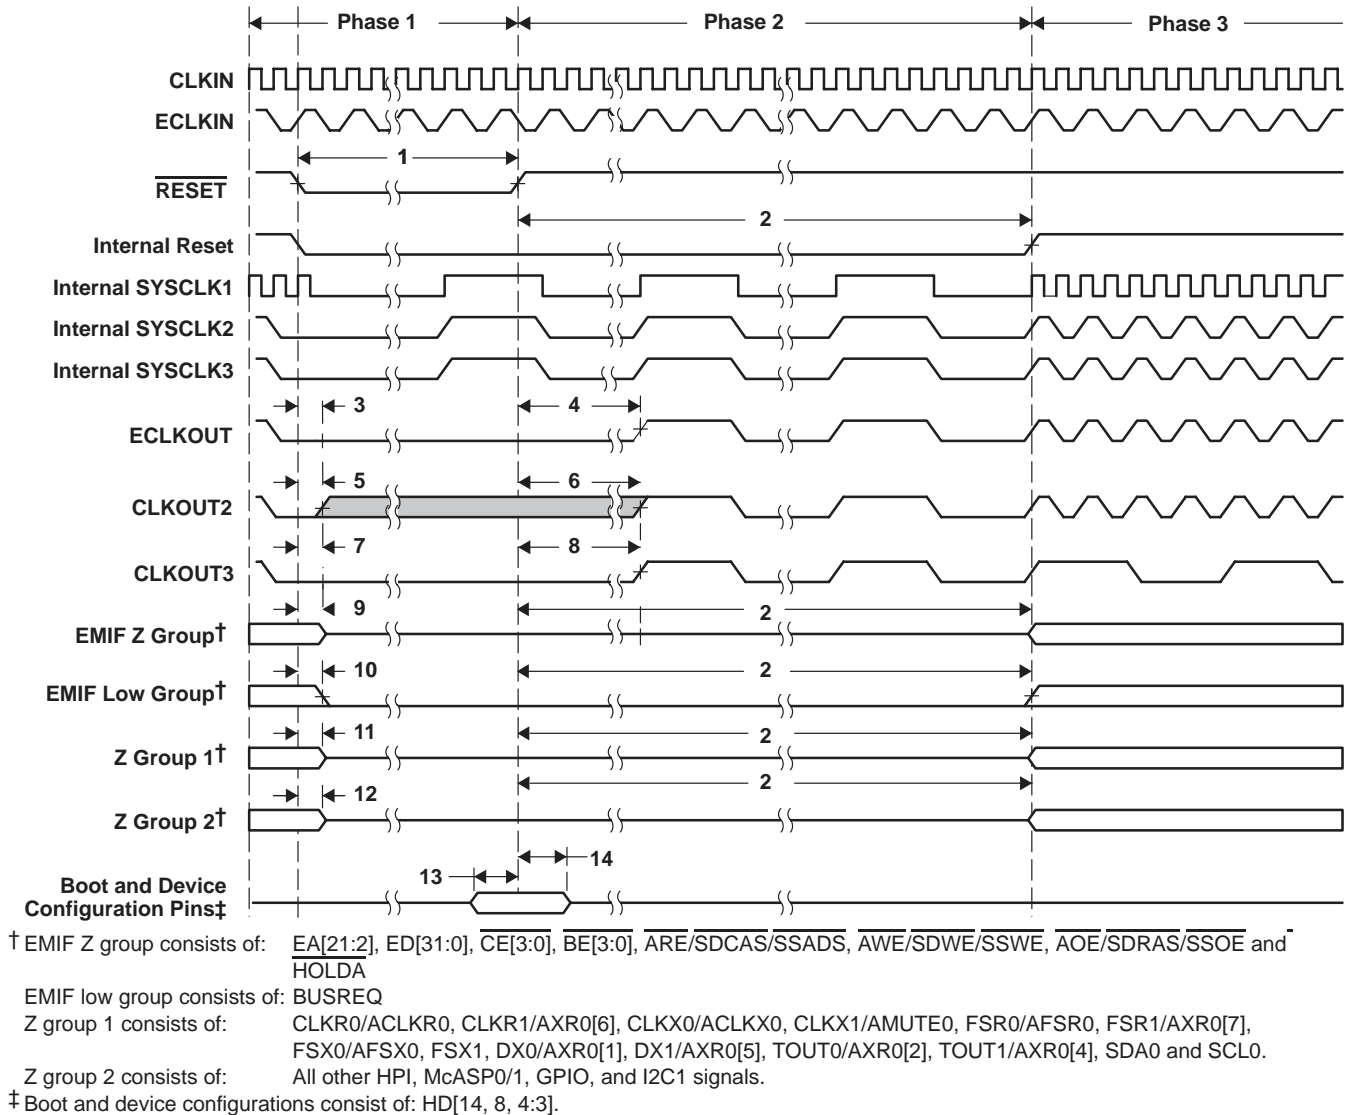 Phase 1
Phase 2
Phase 3
CLKIN
ECLKIN
1
RESET
2
Internal Reset
Internal SYSCLK1
Internal SYSCLK2
Internal SYSCLK3
3
4
ECLKOUT
5
6
CLKOUT2
7
8
CLKOUT3
9
2
EMIF Z Group†
10
2
EMIF Low Group†
11
2
Z Group 1†
12
2
Z Group 2†
14
13
Boot and Device
Configuration Pins‡
† EMIF Z group consists of: EA[21:2], ED[31:0], CE[3:0], BE[3:0], ARE/SDCAS/SSADS, AWE/SDWE/SSWE, AOE/SDRAS/SSOE and
HOLDA
EMIF low group consists of: BUSREQ
Z group 1 consists of: CLKR0/ACLKR0, CLKR1/AXR0[6], CLKX0/ACLKX0, CLKX1/AMUTE0, FSR0/AFSR0, FSR1/AXR0[7],
FSX0/AFSX0, FSX1, DX0/AXR0[1], DX1/AXR0[5], TOUT0/AXR0[2], TOUT1/AXR0[4], SDA0 and SCL0.
Z group 2 consists of: All other HPI, McASP0/1, GPIO, and I2C1 signals.
‡ Boot and device configurations consist of: HD[14, 8, 4:3].